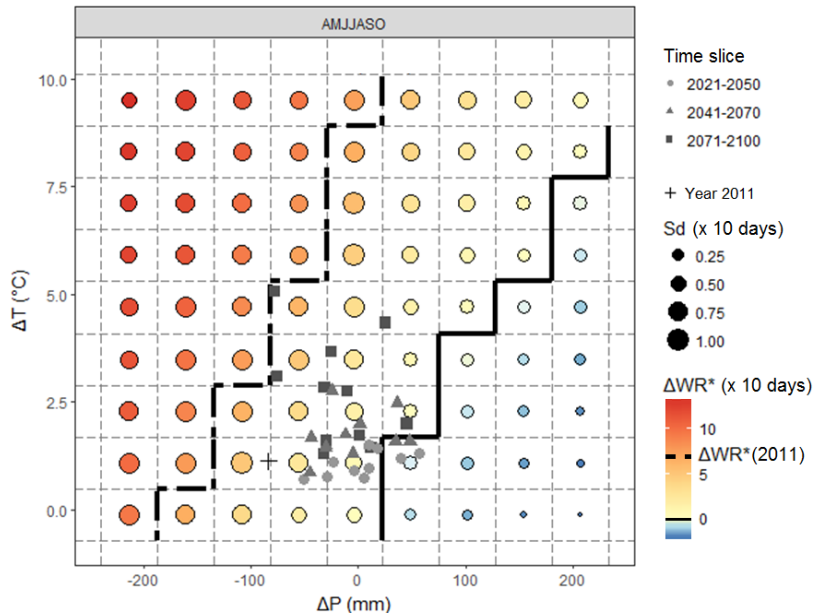 AMJJASO
10.0
7.5
5.0
2.5
0.0
ΔT (°C)
-200 -100 0 100 200
ΔP (mm)
Time slice
2021-2050
2041-2070
2071-2100
Year 2011
Sd (x 10 days)
0.25
0.50
0.75
1.00
ΔWR* (x 10 days)
10
ΔWR*(2011)
5
0